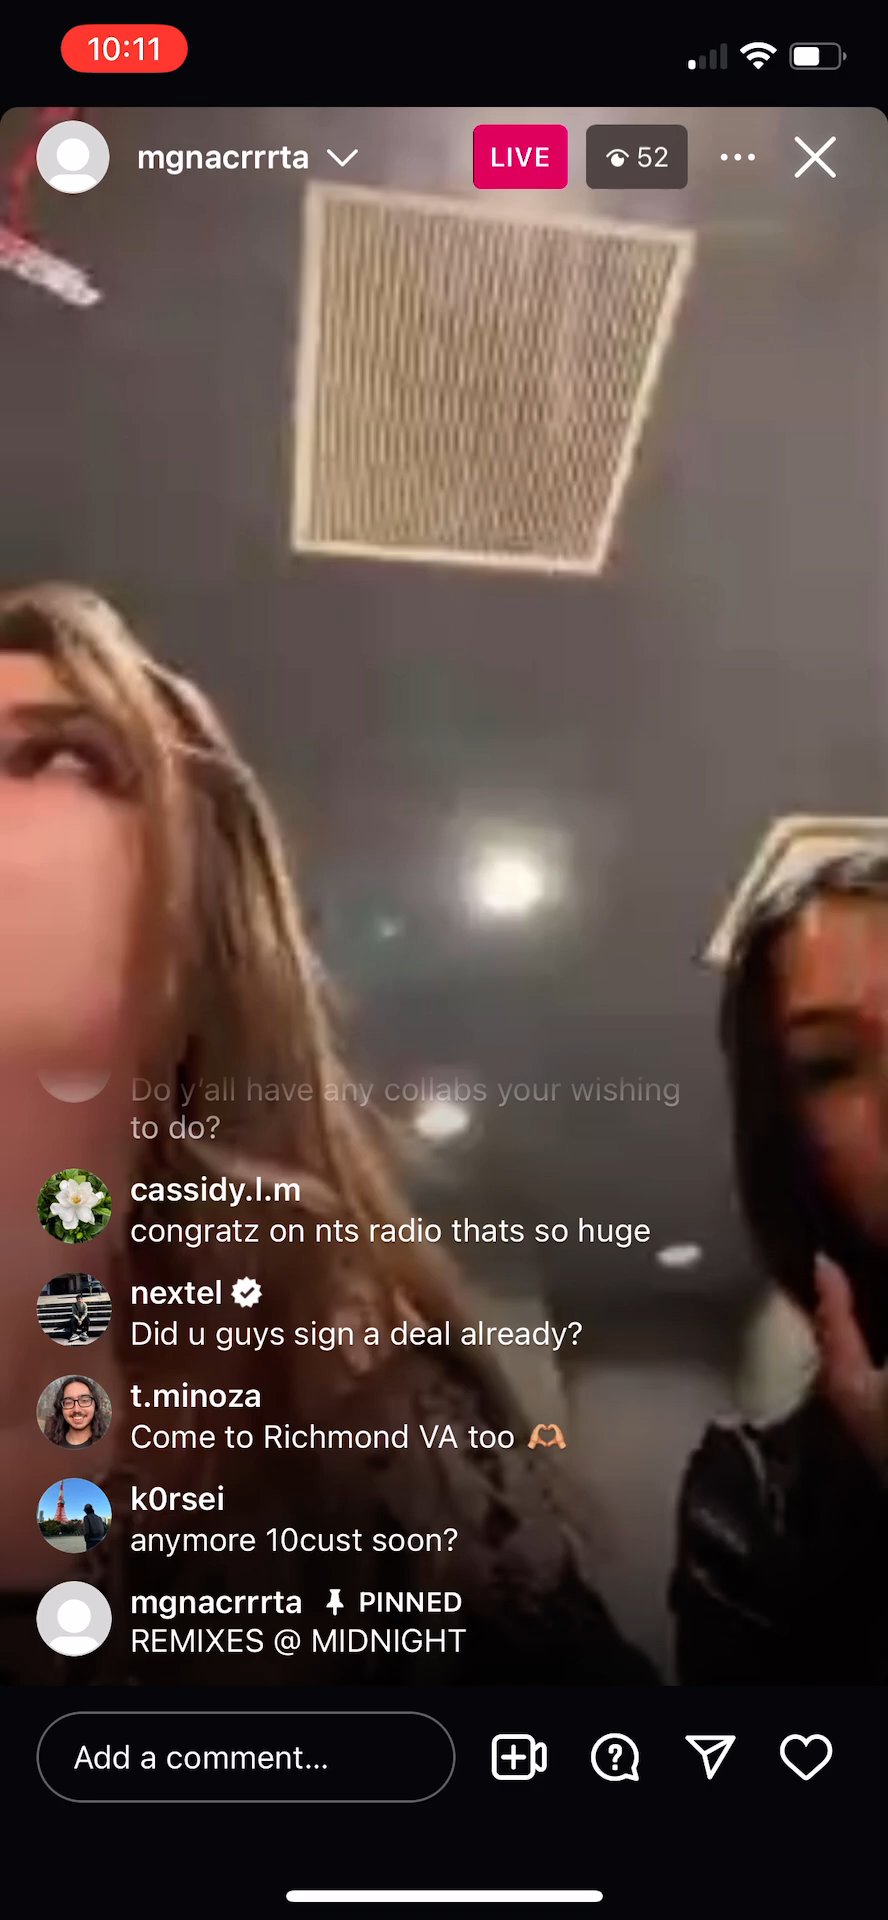 10:11
mgnacrrrta
LIVE
52
Do y'all have any collabs your wishing
to do?
cassidy.l.m
congratz on nts radio thats so huge
nextel
Did u guys sign a deal already?
t.minoza
Come to Richmond VA too 🫶🏼
k0rsei
anymore 10cust soon?
mgnacrrrta PINNED
REMIXES @ MIDNIGHT
Add a comment...